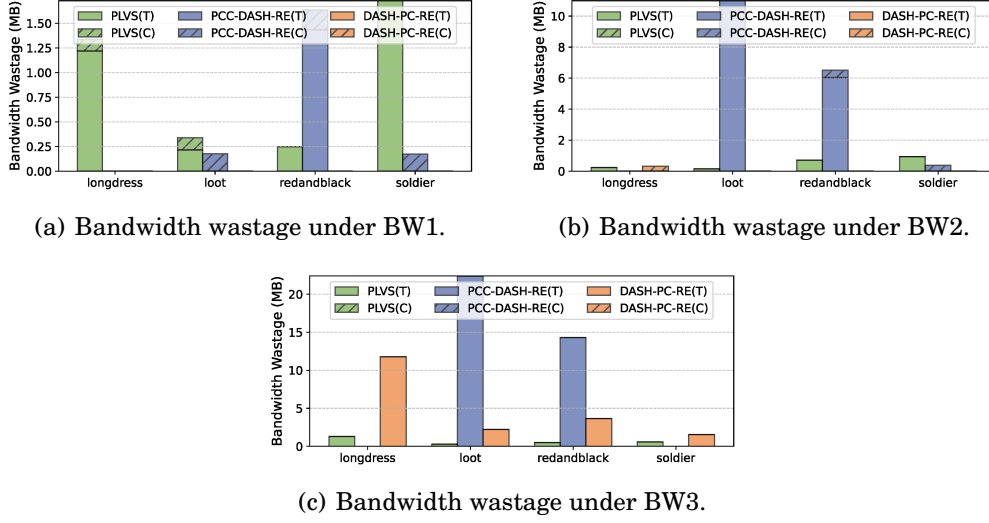 Bandwidth Wastage (MB)
1.50
1.25
1.00
0.75
0.50
0.25
0.00
PLVS(T) PCC-DASH-RE(T) DASH-PC-RE(T)
PLVS(C) PCC-DASH-RE(C) DASH-PC-RE(C)
longdress loot redandblack soldier
(a) Bandwidth wastage under BW1.
Bandwidth Wastage (MB)
10
8
6
4
2
0
PLVS(T) PCC-DASH-RE(T) DASH-PC-RE(T)
PLVS(C) PCC-DASH-RE(C) DASH-PC-RE(C)
longdress loot redandblack soldier
(b) Bandwidth wastage under BW2.
Bandwidth Wastage (MB)
20
15
10
5
0
PLVS(T) PCC-DASH-RE(T) DASH-PC-RE(T)
PLVS(C) PCC-DASH-RE(C) DASH-PC-RE(C)
longdress loot redandblack soldier
(c) Bandwidth wastage under BW3.